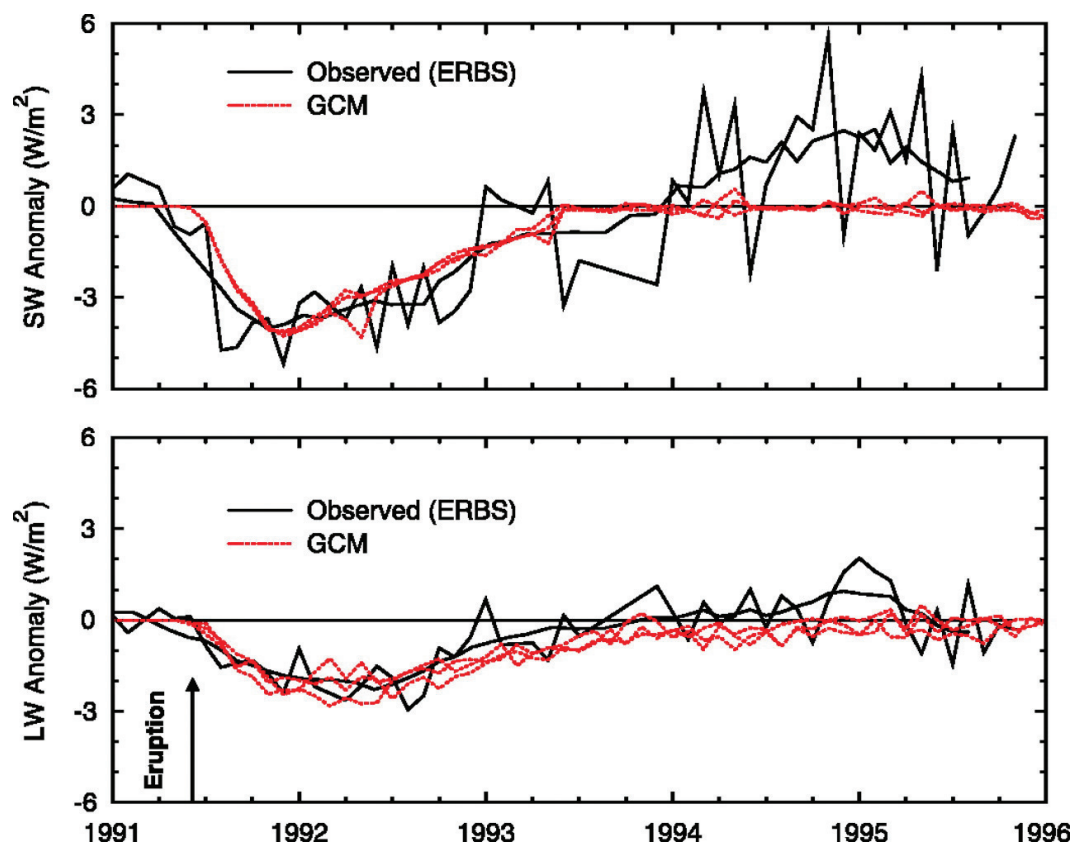 6
3
0
-3
-6
SW Anomaly (W/m²)
Observed (ERBS)
GCM
6
3
0
-3
-6
LW Anomaly (W/m²)
Observed (ERBS)
GCM
Eruption
1991 1992 1993 1994 1995 1996